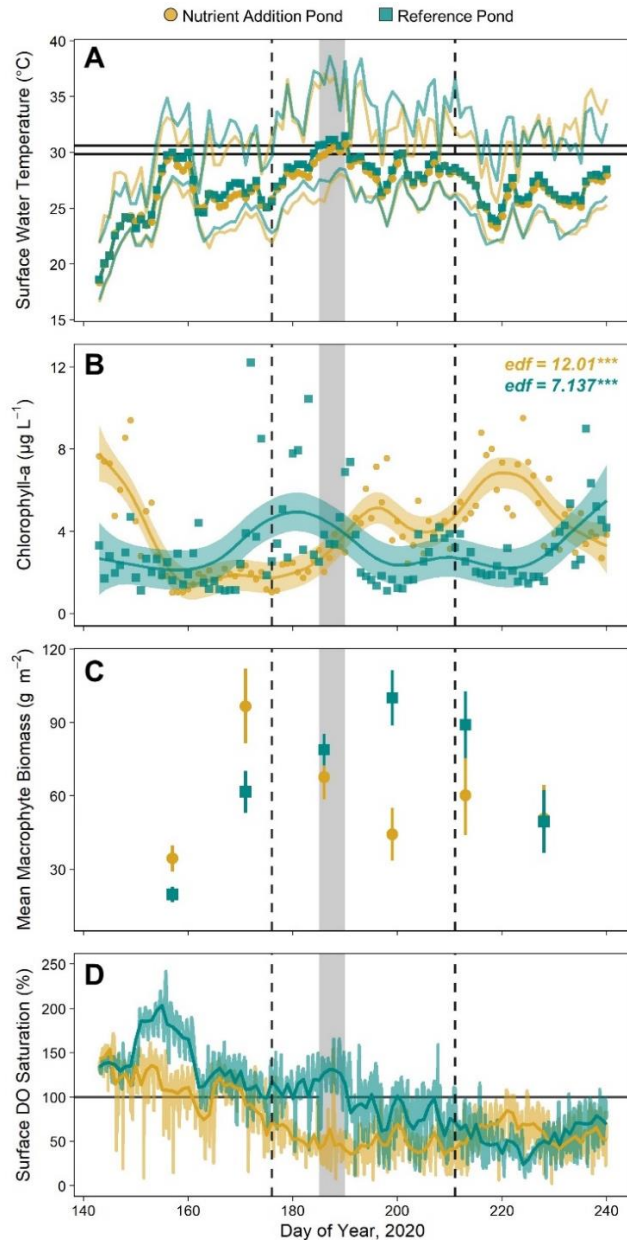 Nutrient Addition Pond Reference Pond
A
Surface Water Temperature (°C)
40
35
30
25
20
15
B
edf = 12.01***
edf = 7.137***
Chlorophyll-a (µg L⁻¹)
12
8
4
0
C
Mean Macrophyte Biomass (g m⁻²)
120
90
60
30
D
Surface DO Saturation (%)
250
200
150
100
50
0
140 160 180 200 220 240
Day of Year, 2020